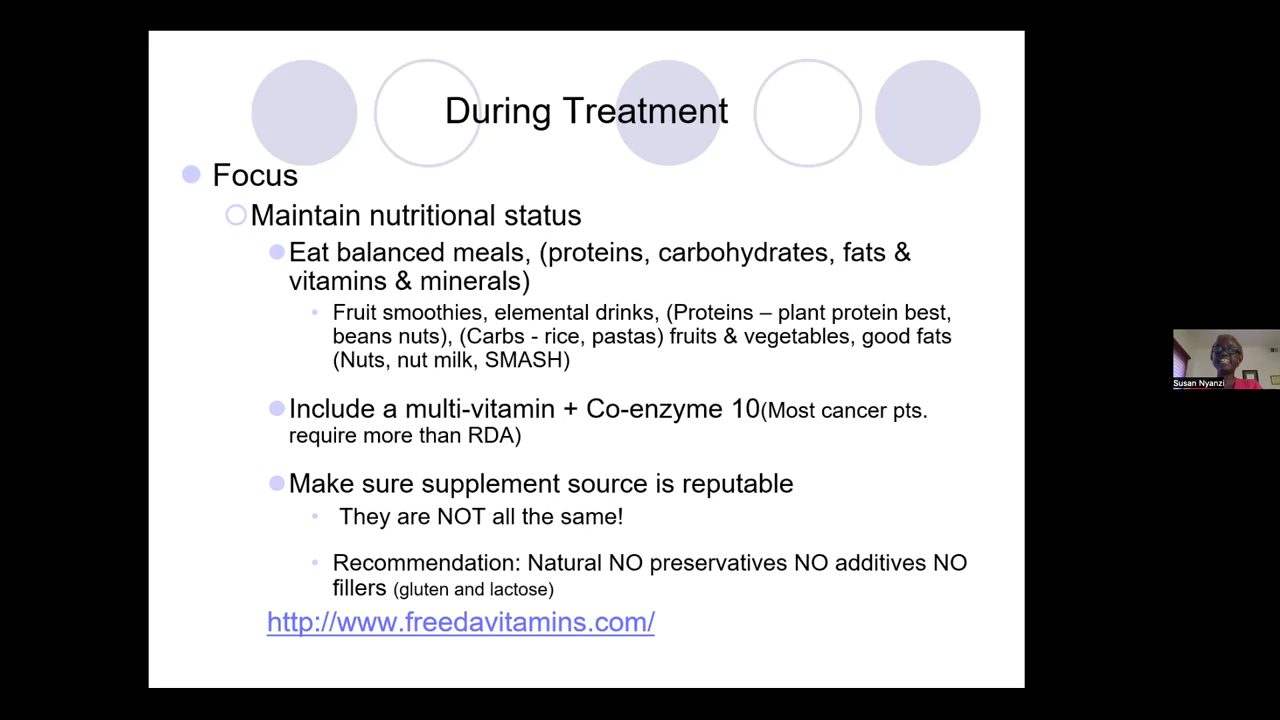 During Treatment
Focus
Maintain nutritional status
Eat balanced meals, (proteins, carbohydrates, fats &
vitamins & minerals)
Fruit smoothies, elemental drinks, (Proteins – plant protein best,
beans nuts), (Carbs - rice, pastas) fruits & vegetables, good fats
(Nuts, nut milk, SMASH)
Include a multi-vitamin + Co-enzyme 10(Most cancer pts.
require more than RDA)
Make sure supplement source is reputable
They are NOT all the same!
Recommendation: Natural NO preservatives NO additives NO
fillers (gluten and lactose)
http://www.freedavitamins.com/
Susan Nyanzi